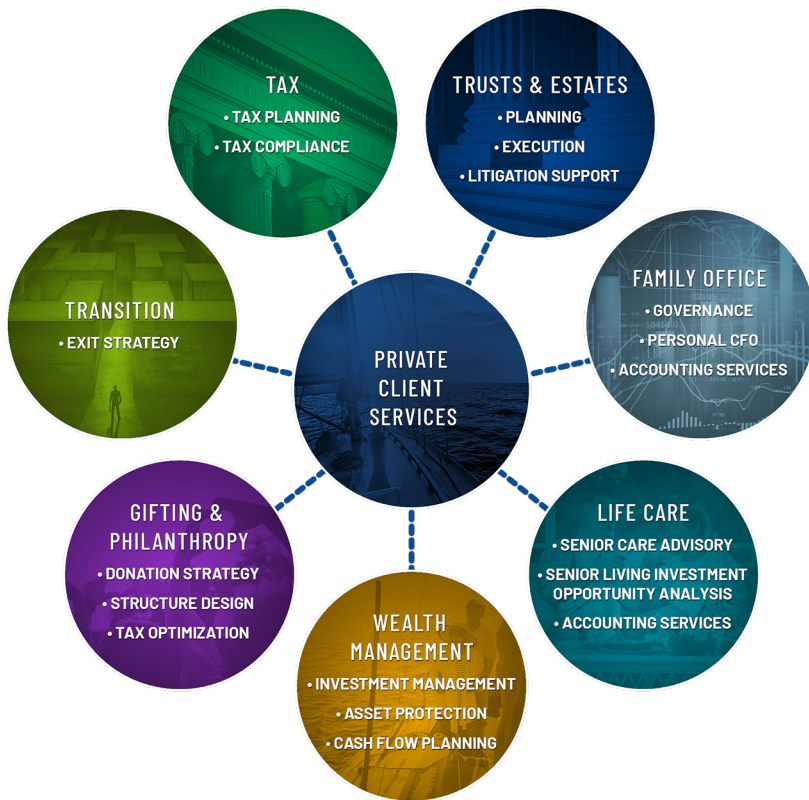 TAX
• TAX PLANNING
• TAX COMPLIANCE
TRUSTS & ESTATES
• PLANNING
• EXECUTION
• LITIGATION SUPPORT
FAMILY OFFICE
• GOVERNANCE
• PERSONAL CFO
• ACCOUNTING SERVICES
LIFE CARE
• SENIOR CARE ADVISORY
• SENIOR LIVING INVESTMENT
OPPORTUNITY ANALYSIS
• ACCOUNTING SERVICES
WEALTH
MANAGEMENT
• INVESTMENT MANAGEMENT
• ASSET PROTECTION
• CASH FLOW PLANNING
GIFTING &
PHILANTHROPY
• DONATION STRATEGY
• STRUCTURE DESIGN
• TAX OPTIMIZATION
TRANSITION
• EXIT STRATEGY
PRIVATE
CLIENT
SERVICES